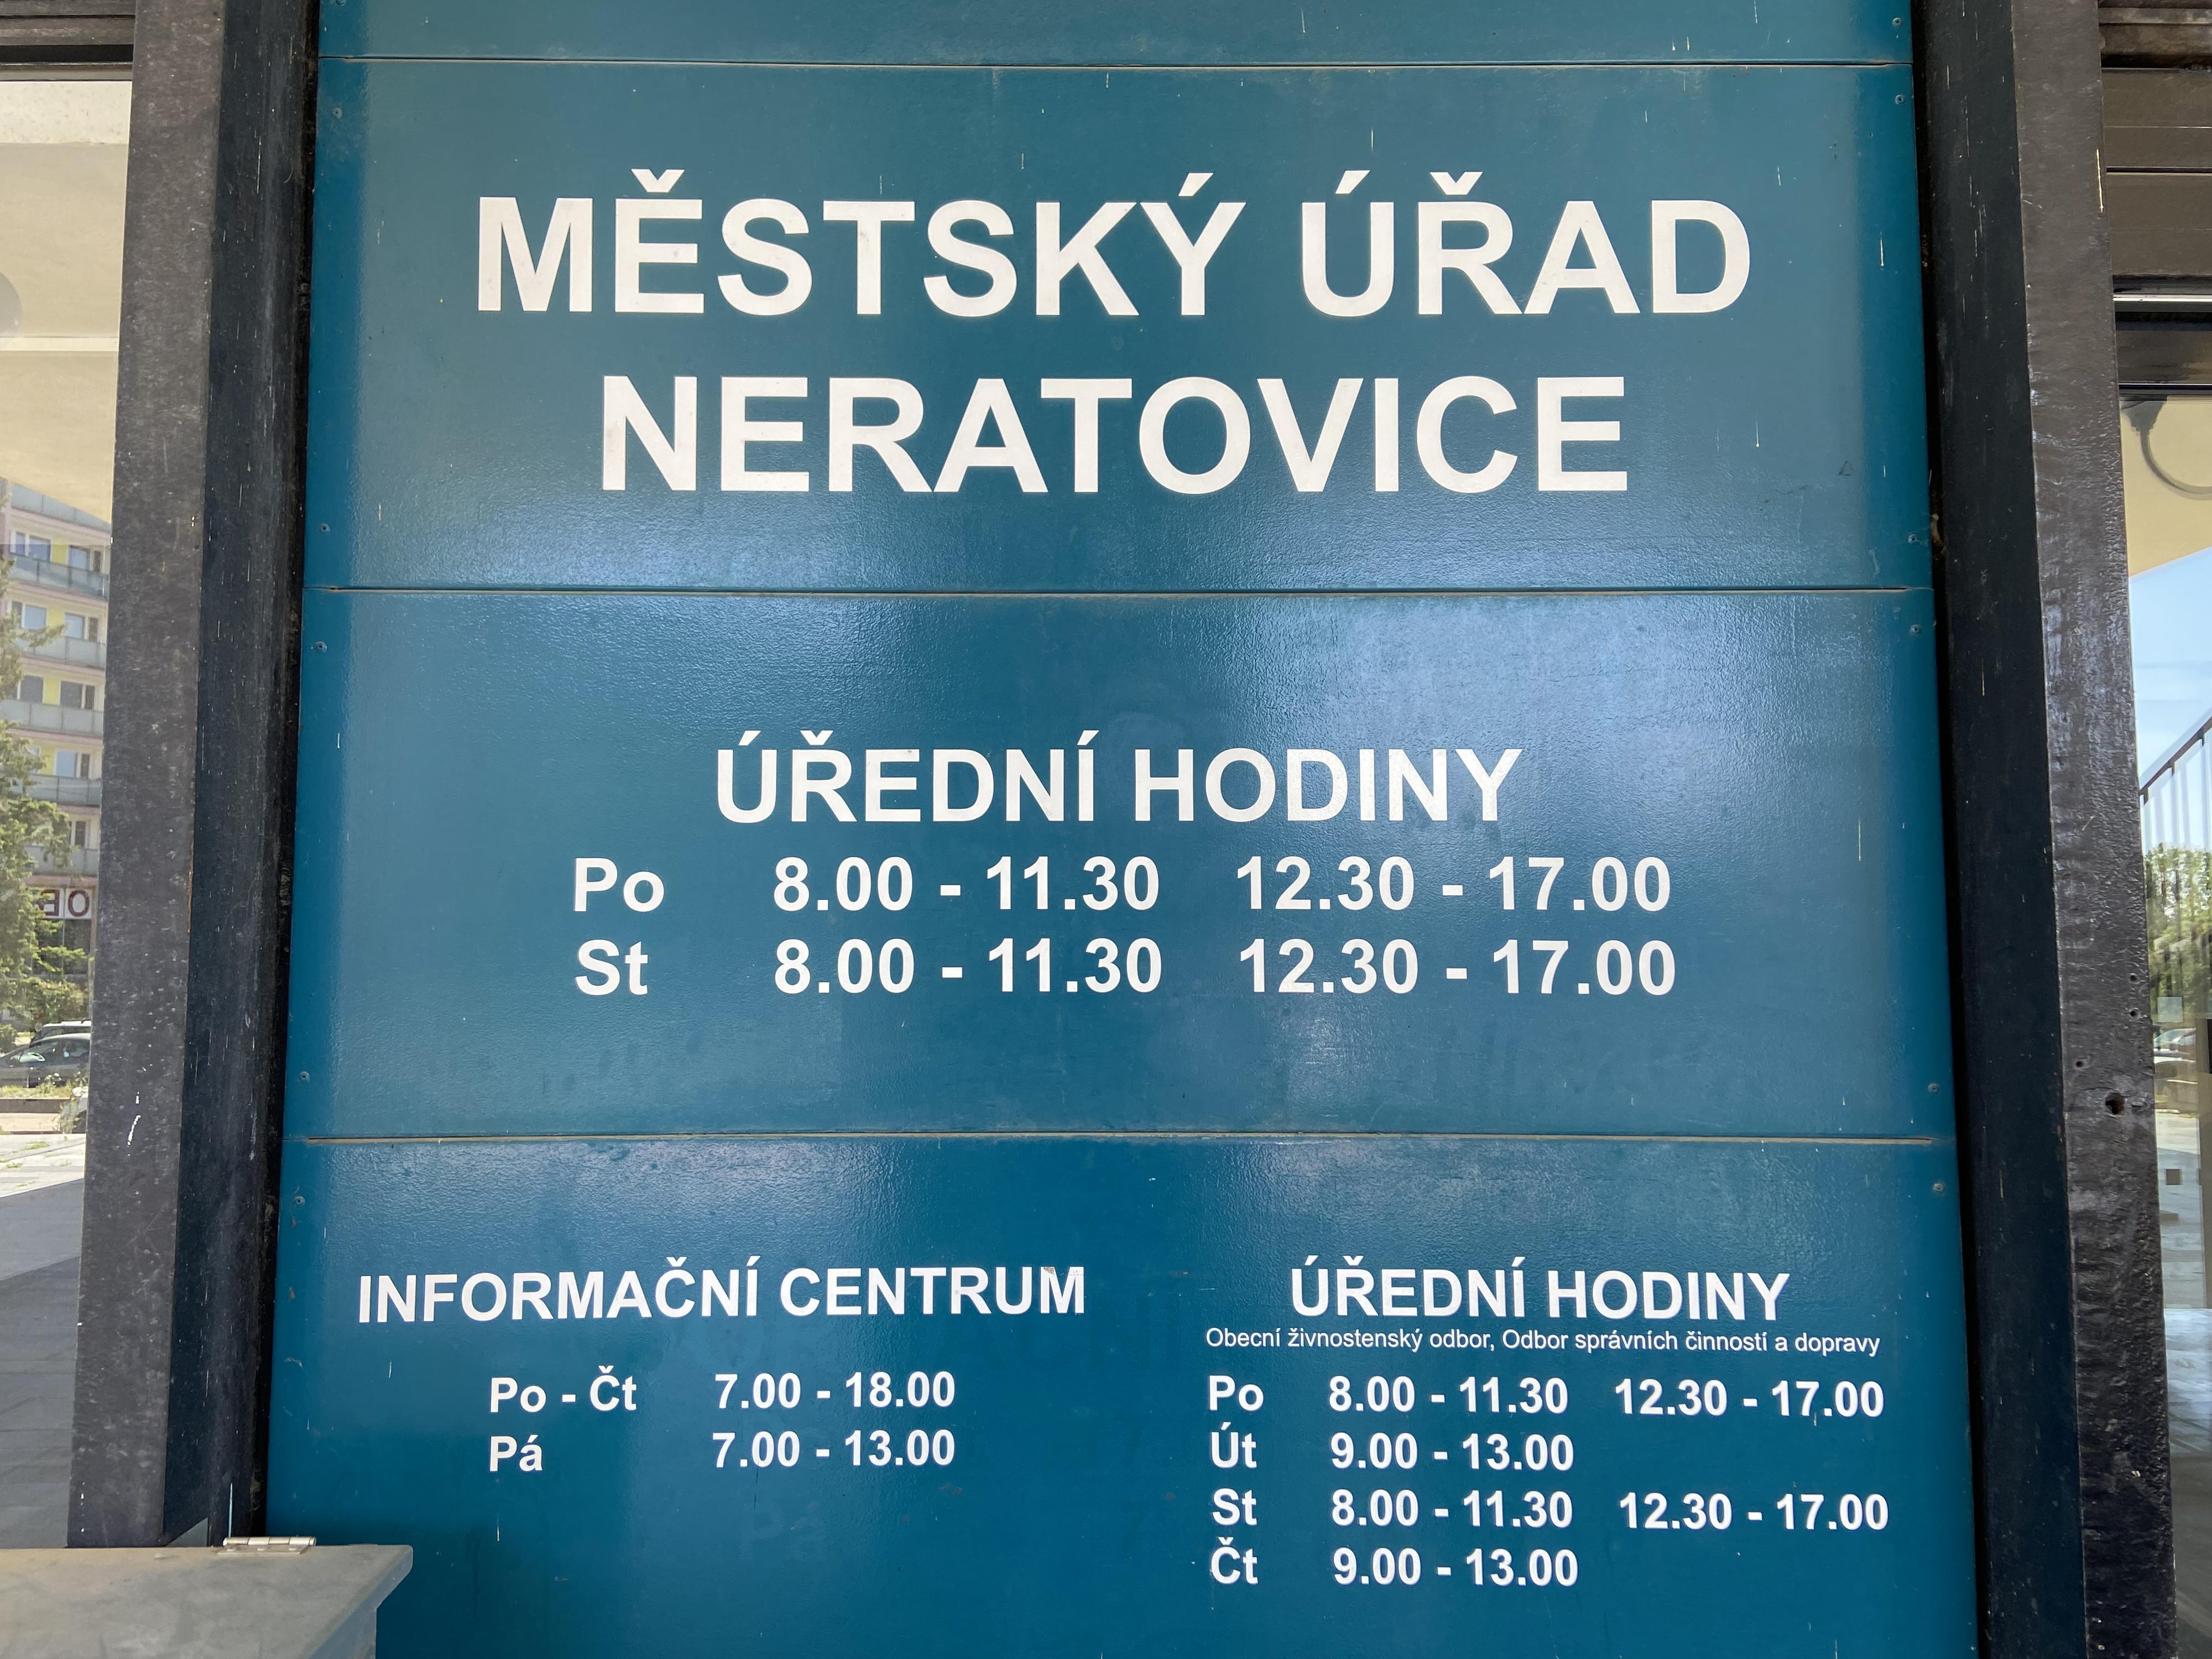 MĚSTSKÝ ÚŘAD
NERATOVICE
ÚŘEDNÍ HODINY
Po 8.00 - 11.30 12.30 - 17.00
St 8.00 - 11.30 12.30 - 17.00
INFORMAČNÍ CENTRUM
Po - Čt 7.00 - 18.00
Pá 7.00 - 13.00
ÚŘEDNÍ HODINY
Obecní živnostenský odbor, Odbor správních činností a dopravy
Po 8.00 - 11.30 12.30 - 17.00
Út 9.00 - 13.00
St 8.00 - 11.30 12.30 - 17.00
Čt 9.00 - 13.00